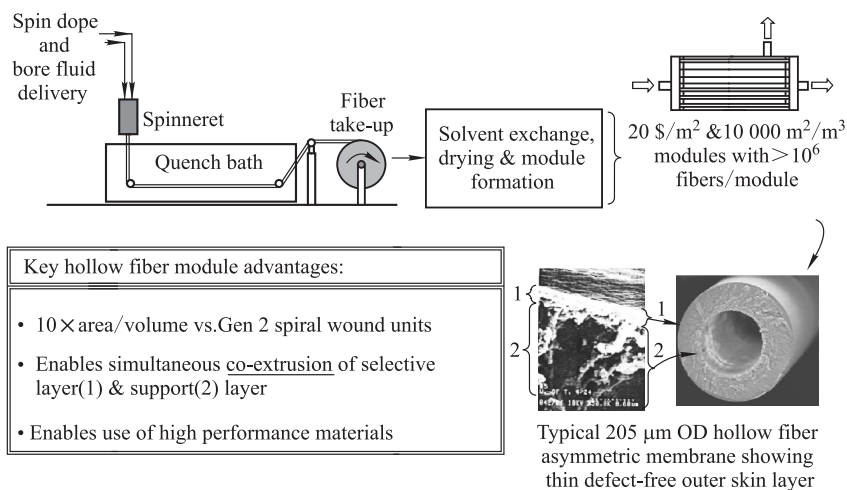 Spin dope
and
bore fluid
delivery
Spinneret
Quench bath
Fiber
take-up
Solvent exchange,
drying & module
formation
20 $/m² &10 000 m²/m³
modules with>10⁶
fibers/module
Key hollow fiber module advantages:
• 10×area/volume vs.Gen 2 spiral wound units
• Enables simultaneous co-extrusion of selective
layer(1) & support(2) layer
• Enables use of high performance materials
1
2
1
2
Typical 205 μm OD hollow fiber
asymmetric membrane showing
thin defect-free outer skin layer